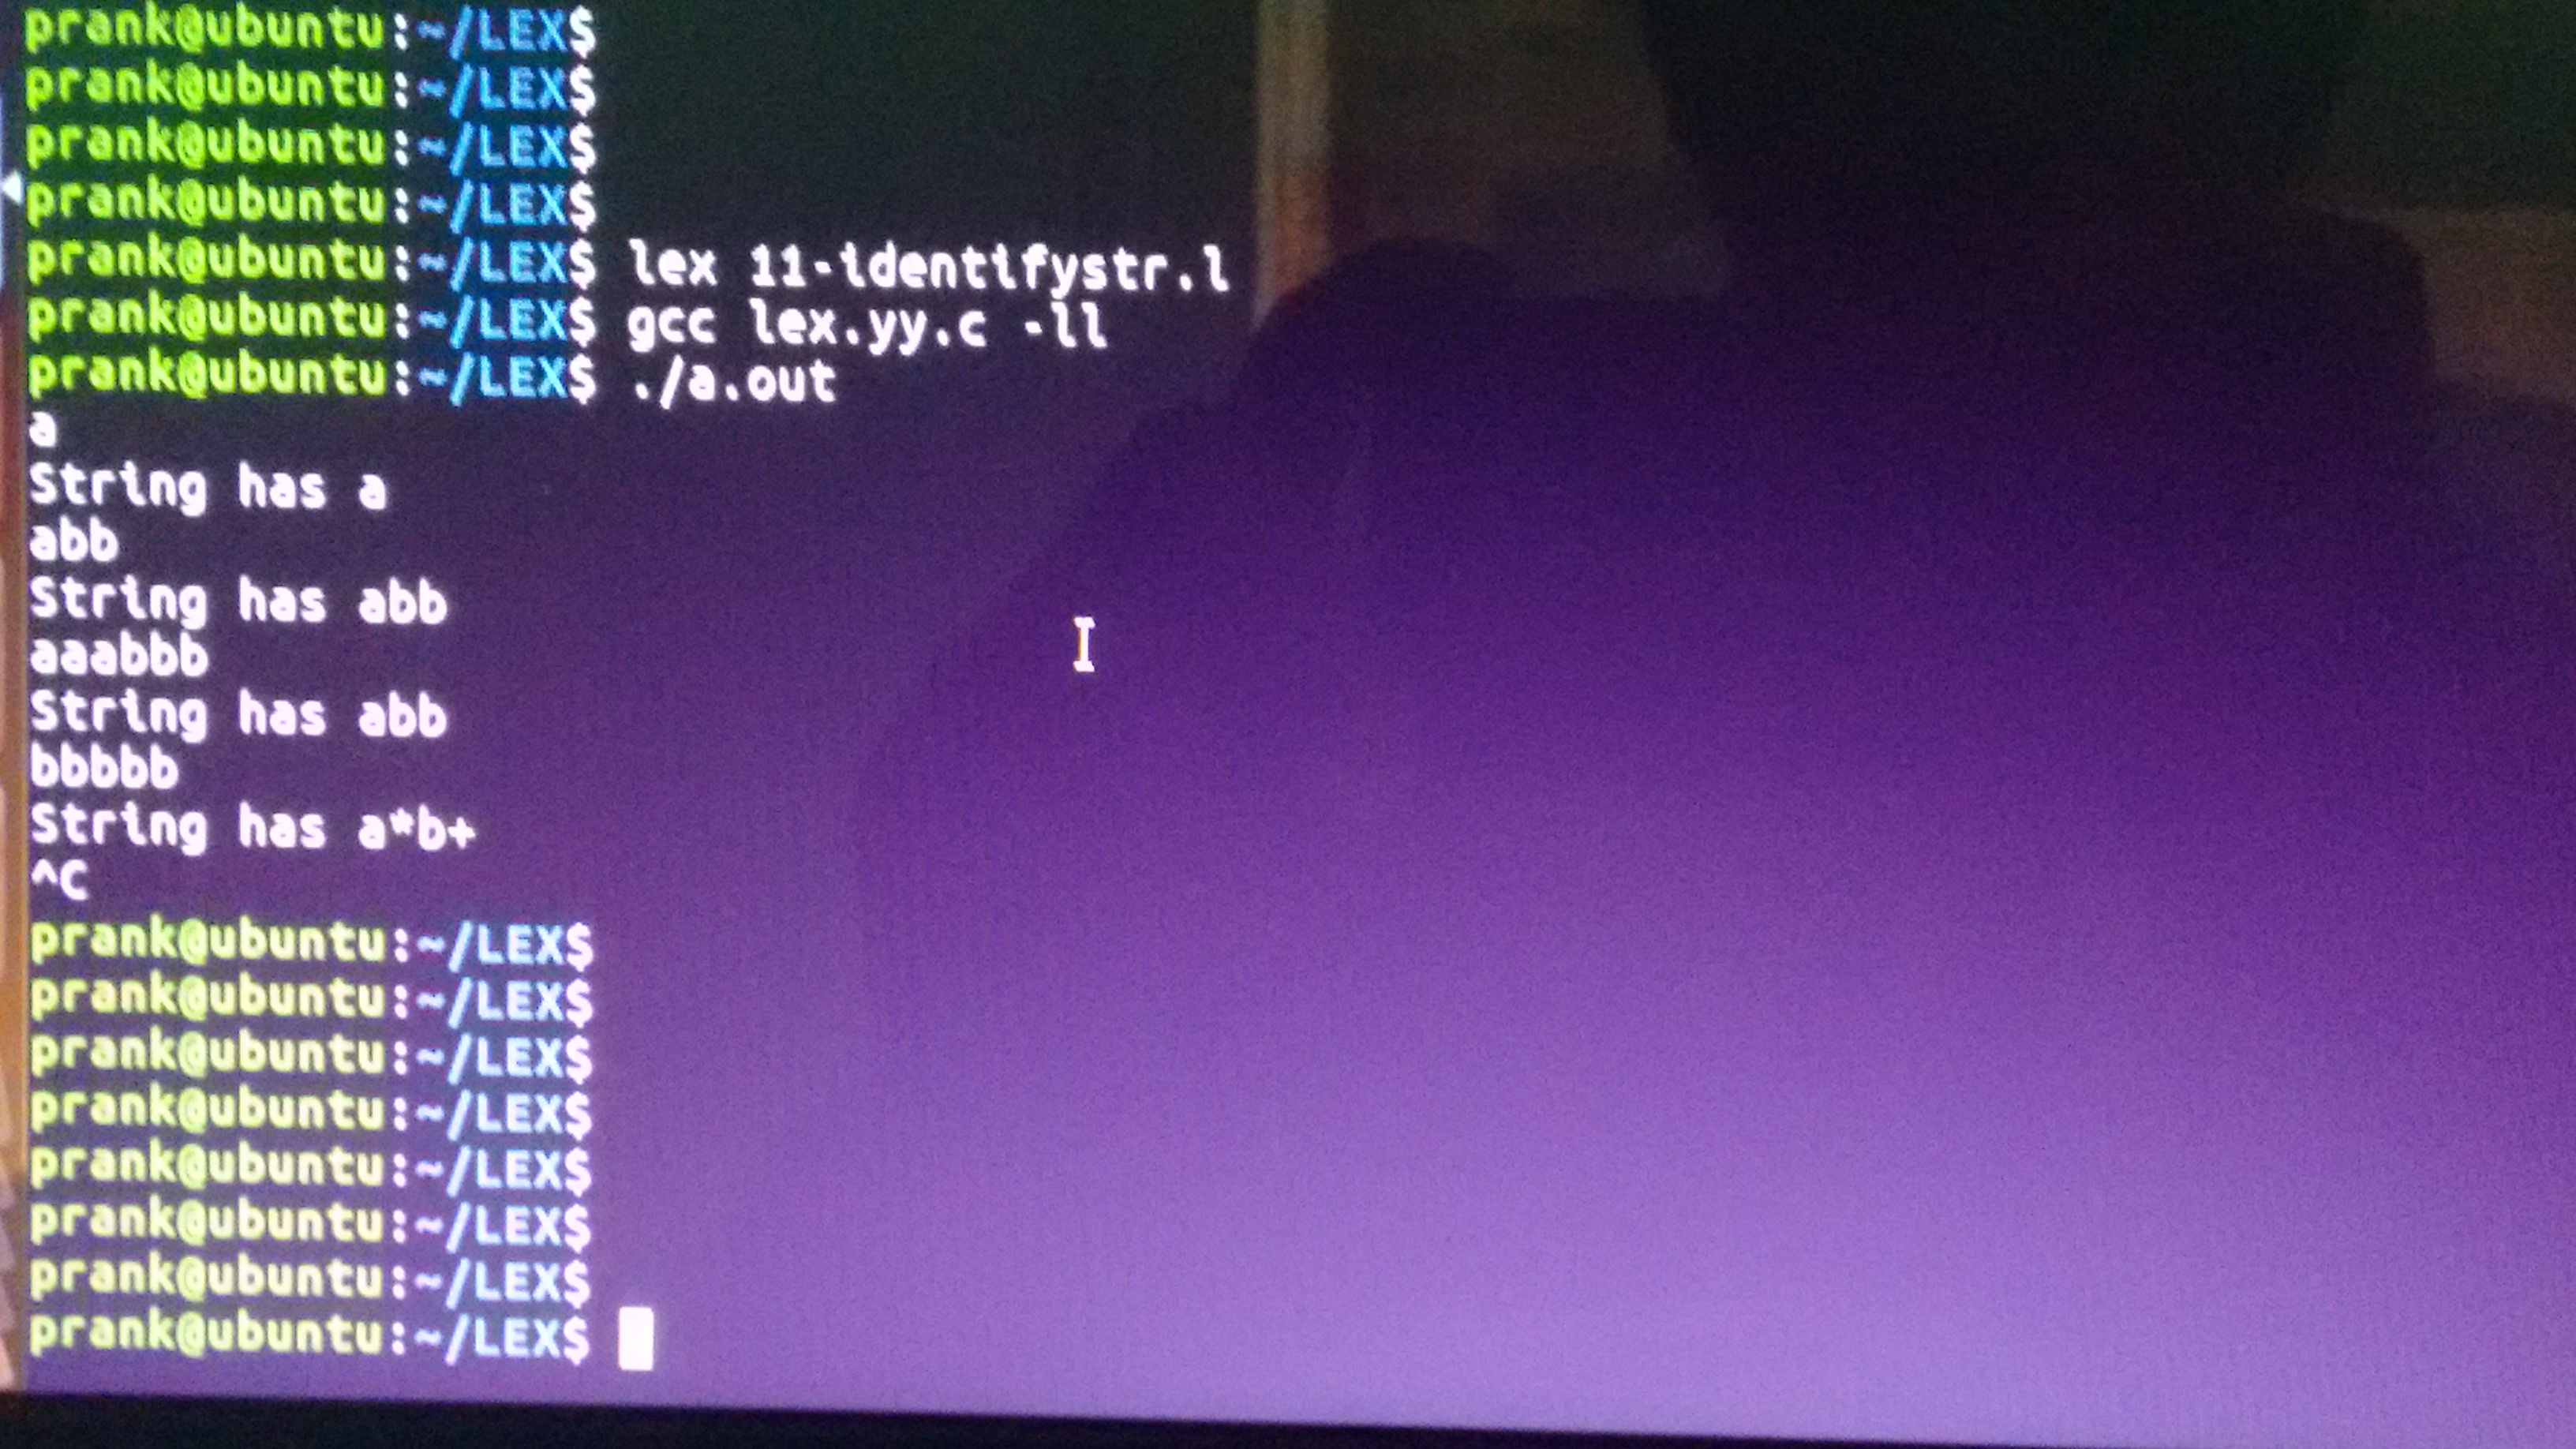 prank@ubuntu:~/LEX$
prank@ubuntu:~/LEX$
prank@ubuntu:~/LEX$
prank@ubuntu:~/LEX$
prank@ubuntu:~/LEX$ lex 11-identifystr.l
prank@ubuntu:~/LEX$ gcc lex.yy.c -ll
prank@ubuntu:~/LEX$ ./a.out
a
String has a
abb
String has abb
aaabbb
String has abb
bbbbb
String has a*b+
^C
prank@ubuntu:~/LEX$
prank@ubuntu:~/LEX$
prank@ubuntu:~/LEX$
prank@ubuntu:~/LEX$
prank@ubuntu:~/LEX$
prank@ubuntu:~/LEX$
prank@ubuntu:~/LEX$
prank@ubuntu:~/LEX$